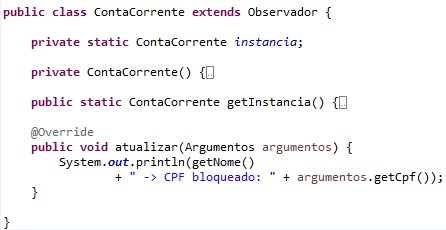 public class ContaCorrente extends Observador {
private static ContaCorrente instancia;
private ContaCorrente() {..
public static ContaCorrente getInstancia() {..
@Override
public void atualizar(Argumentos argumentos) {
System.out.println(getNome()
+ " -> CPF bloqueado: " + argumentos.getCpf());
}
}